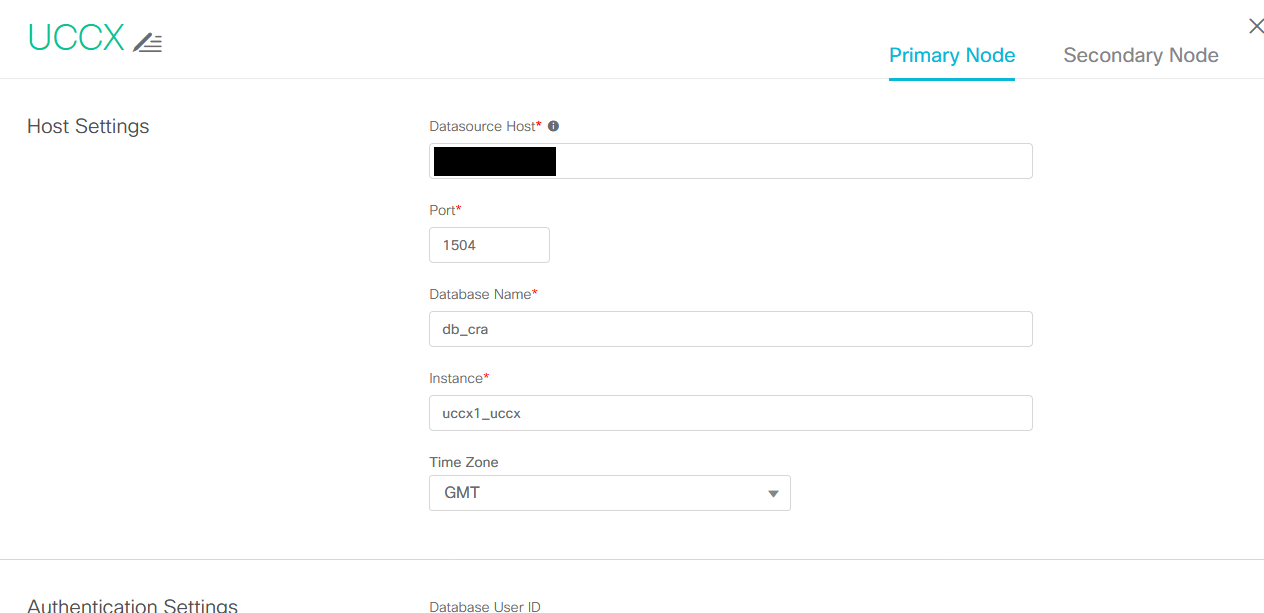 UCCX
Primary Node
Secondary Node
Host Settings
Datasource Host*
Port*
1504
Database Name*
db_cra
Instance*
uccx1_uccx
Time Zone
GMT
Authentication Settings
Database User ID